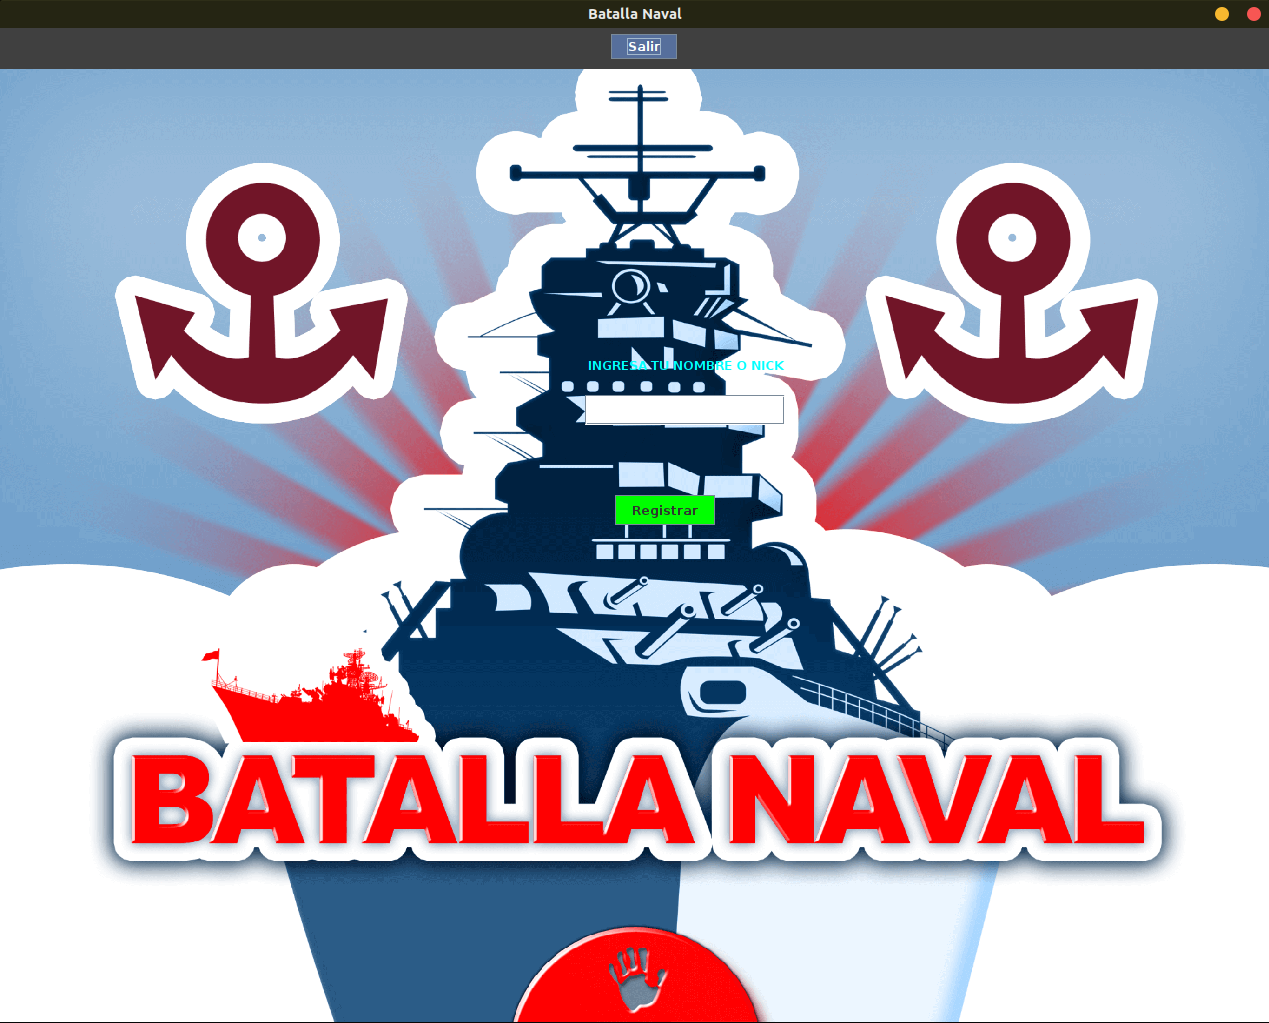 Batalla Naval
Salir
INGRESA TU NOMBRE O NICK
Registrar
BATALLA NAVAL